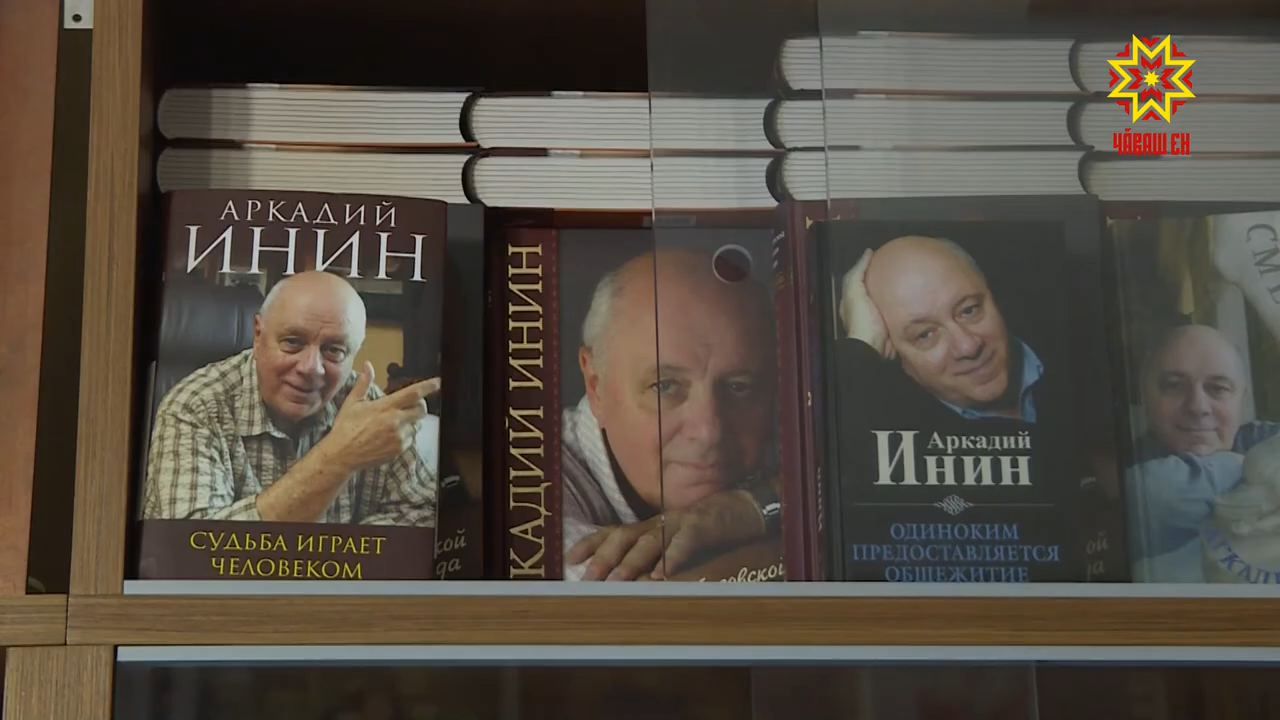 ЧӐВАШ ЕН
АРКАДИЙ
ИНИН
СУДЬБА ИГРАЕТ
ЧЕЛОВЕКОМ
КАДИЙ ИНИН
Аркадий
Инин
ОДИНОКИМ
ПРЕДОСТАВЛЯЕТСЯ
ОБЩЕЖИТИЕ